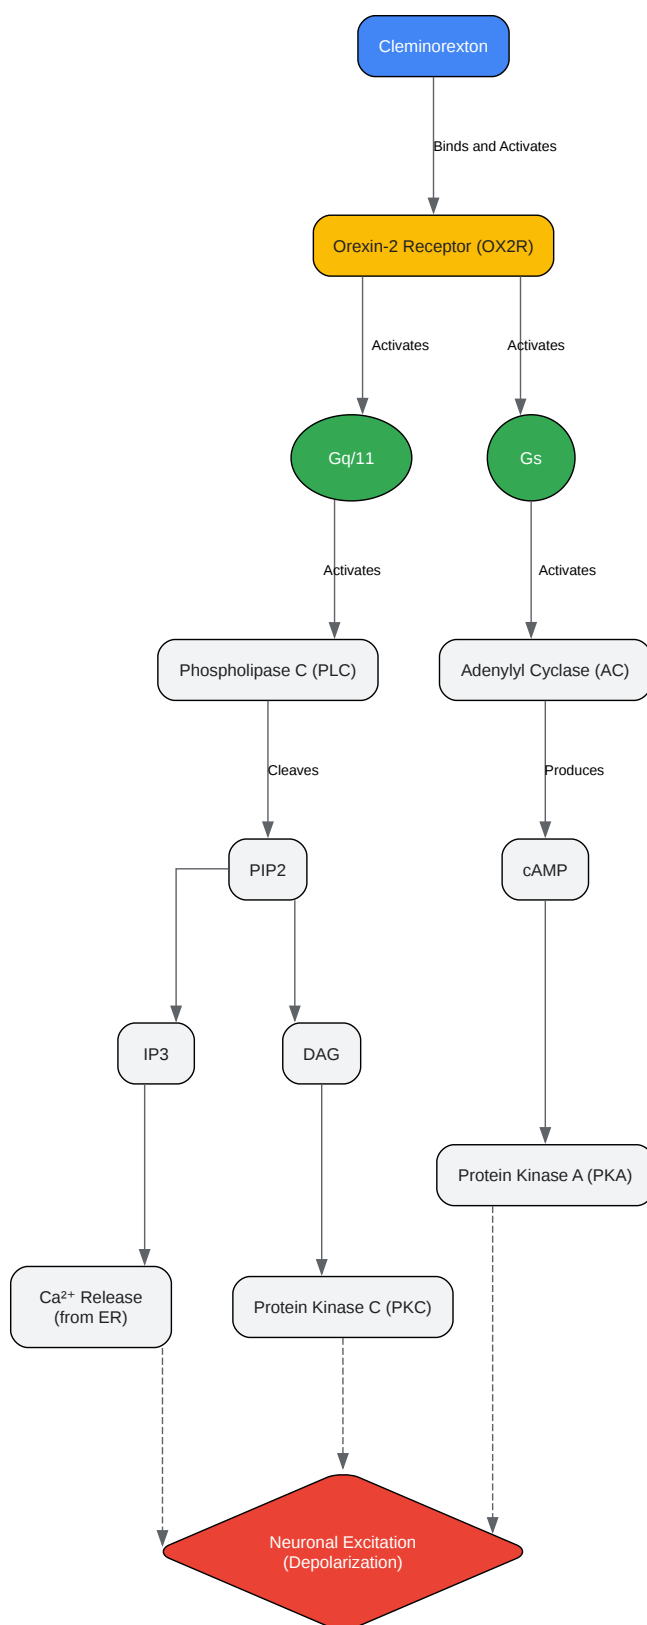 Cleminorexton
Binds and Activates
Orexin-2 Receptor (OX2R)
Activates
Activates
Gq/11
Gs
Activates
Activates
Phospholipase C (PLC)
Adenylyl Cyclase (AC)
Cleaves
Produces
PIP2
cAMP
IP3
DAG
Protein Kinase A (PKA)
Ca²⁺ Release
(from ER)
Protein Kinase C (PKC)
Neuronal Excitation
(Depolarization)